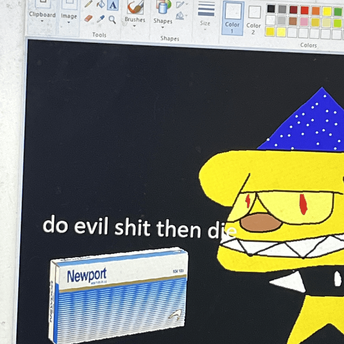 Clipboard
Image
Tools
Brushes
Shapes
Shapes
Size
Color
1
Color
2
Colors
A
do evil shit then die
Newport